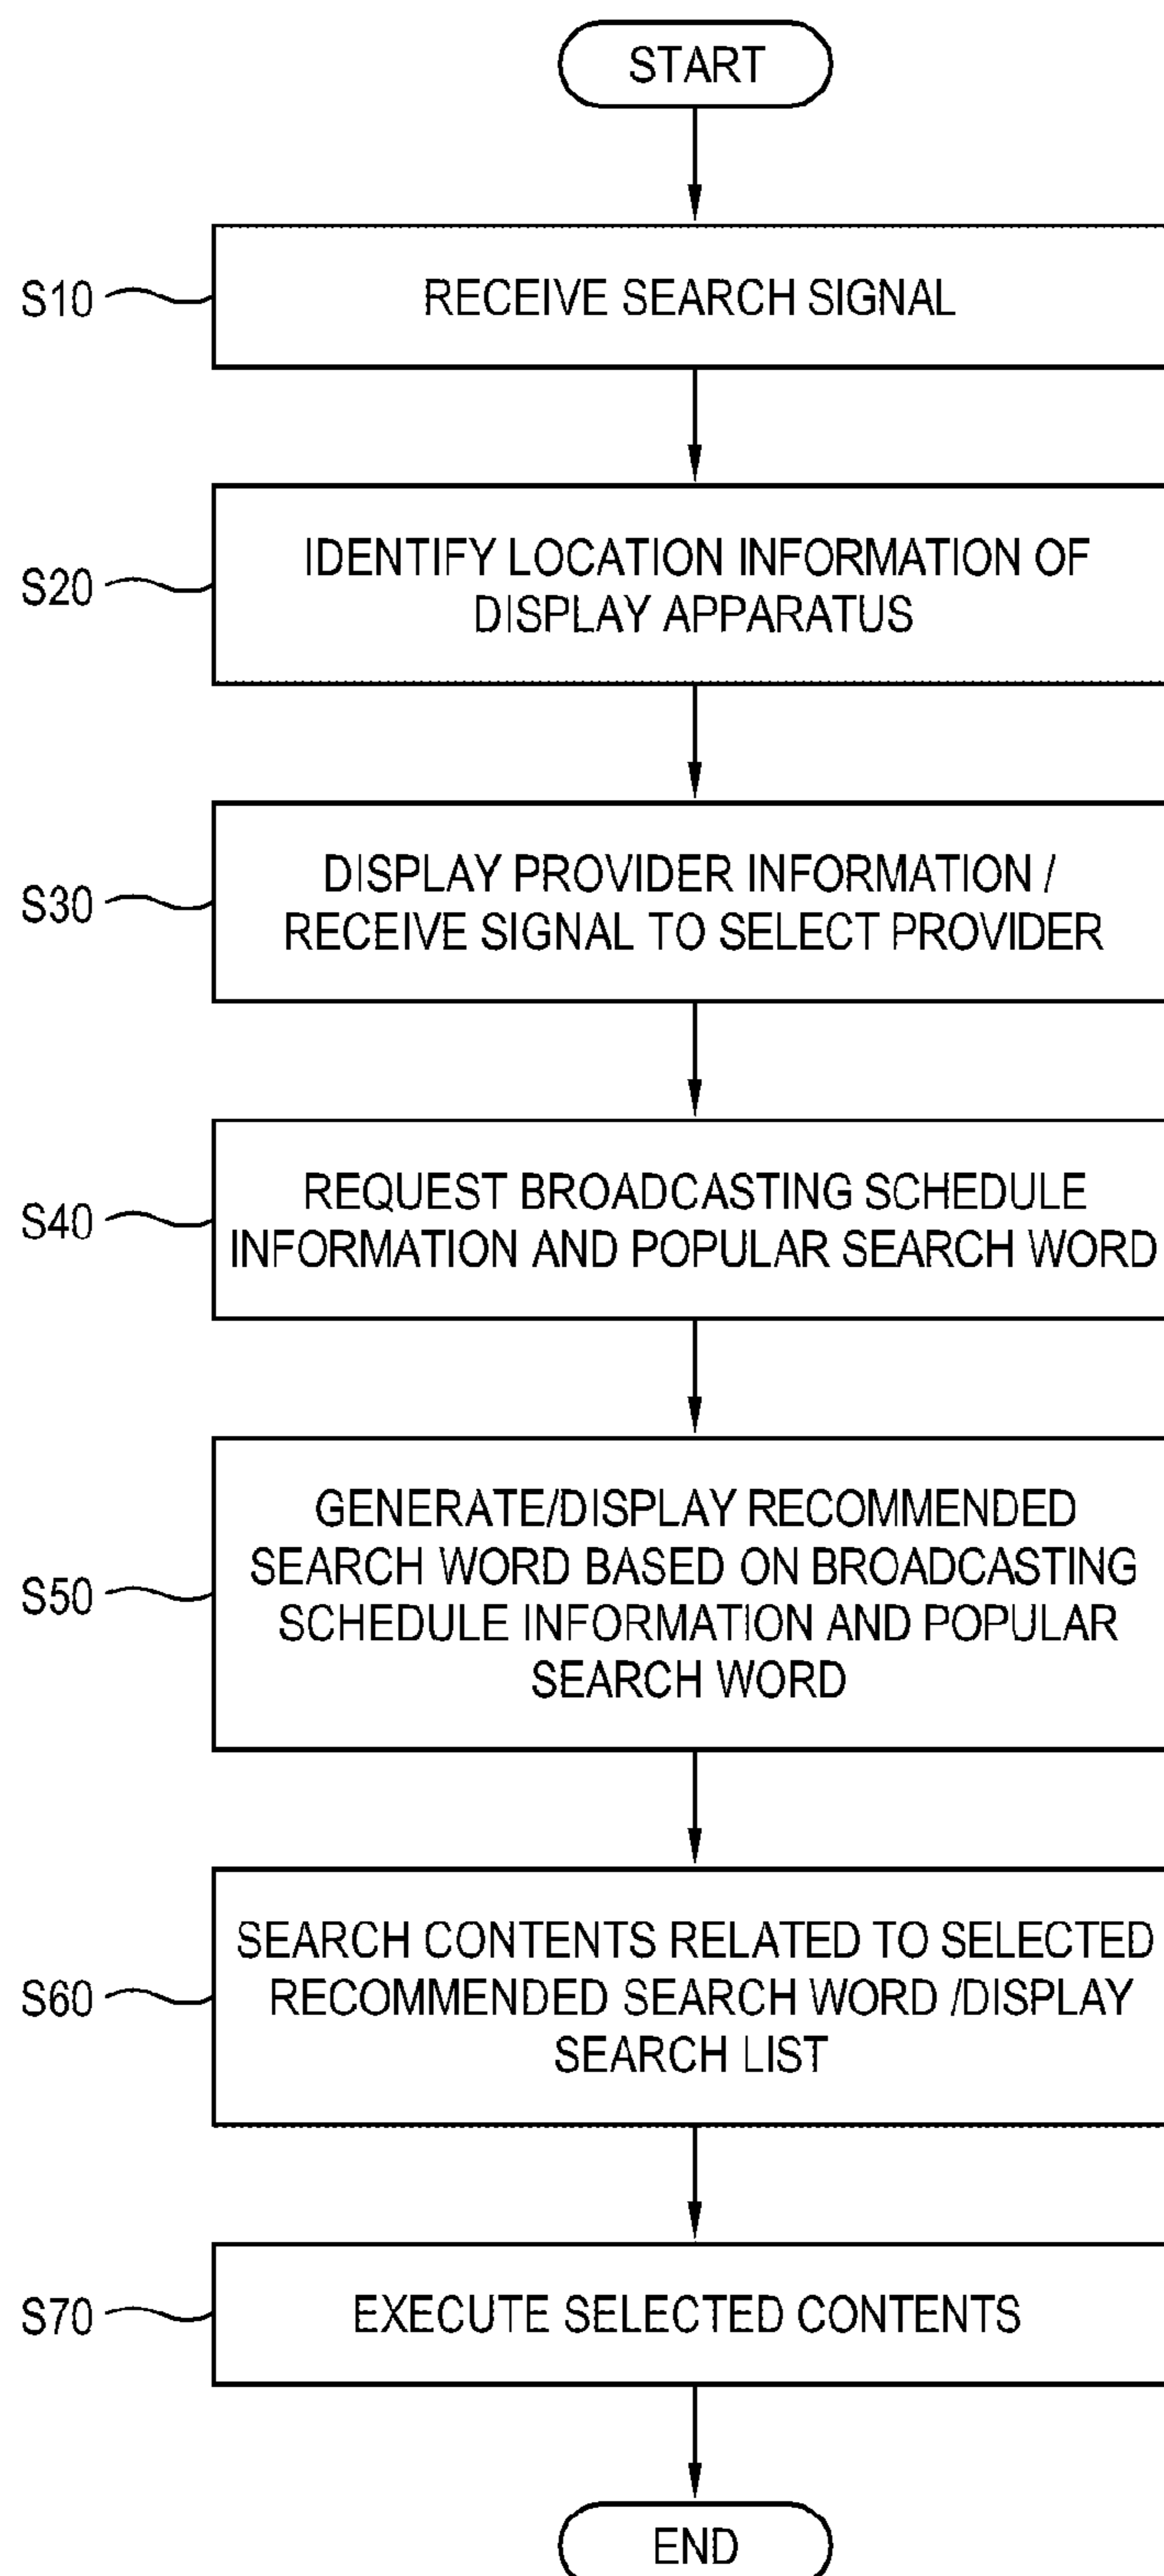 START
S10
RECEIVE SEARCH SIGNAL
S20
IDENTIFY LOCATION INFORMATION OF
DISPLAY APPARATUS
S30
DISPLAY PROVIDER INFORMATION /
RECEIVE SIGNAL TO SELECT PROVIDER
S40
REQUEST BROADCASTING SCHEDULE
INFORMATION AND POPULAR SEARCH WORD
S50
GENERATE/DISPLAY RECOMMENDED
SEARCH WORD BASED ON BROADCASTING
SCHEDULE INFORMATION AND POPULAR
SEARCH WORD
S60
SEARCH CONTENTS RELATED TO SELECTED
RECOMMENDED SEARCH WORD /DISPLAY
SEARCH LIST
S70
EXECUTE SELECTED CONTENTS
END